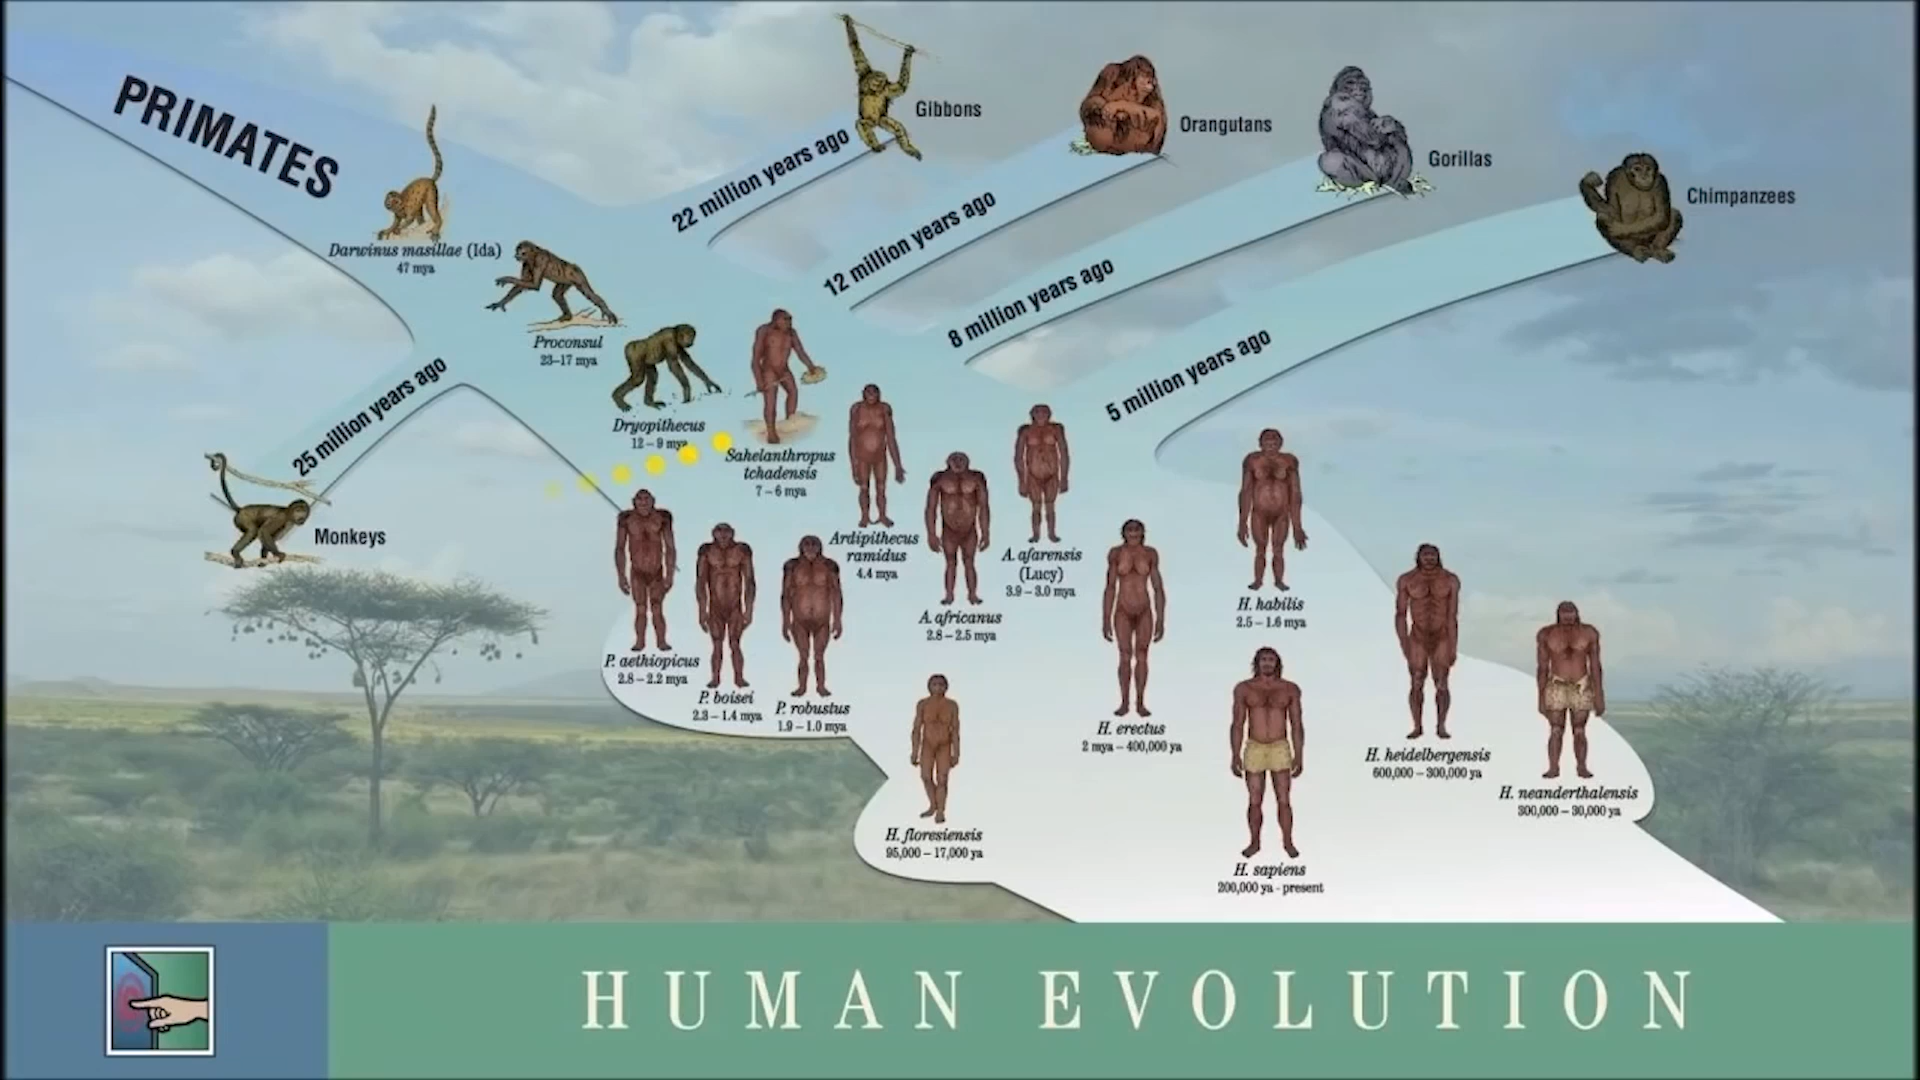 PRIMATES
Gibbons
Orangutans
Gorillas
Chimpanzees
22 million years ago
12 million years ago
8 million years ago
5 million years ago
25 million years ago
Darwinus masillae (Ida)
47 mya
Proconsul
23–17 mya
Dryopithecus
12–9 mya
Sahelanthropus
tchadensis
7–6 mya
Monkeys
Ardipithecus
ramidus
4.4 mya
A. afarensis
(Lucy)
3.9–3.0 mya
A. africanus
2.8–2.5 mya
H. habilis
2.5–1.6 mya
P. aethiopicus
2.8–2.2 mya
P. boisei
2.3–1.4 mya
P. robustus
1.9–1.0 mya
H. erectus
2 mya–400,000 ya
H. heidelbergensis
600,000–300,000 ya
H. neanderthalensis
300,000–30,000 ya
H. floresiensis
95,000–17,000 ya
H. sapiens
200,000 ya - present
HUMAN EVOLUTION